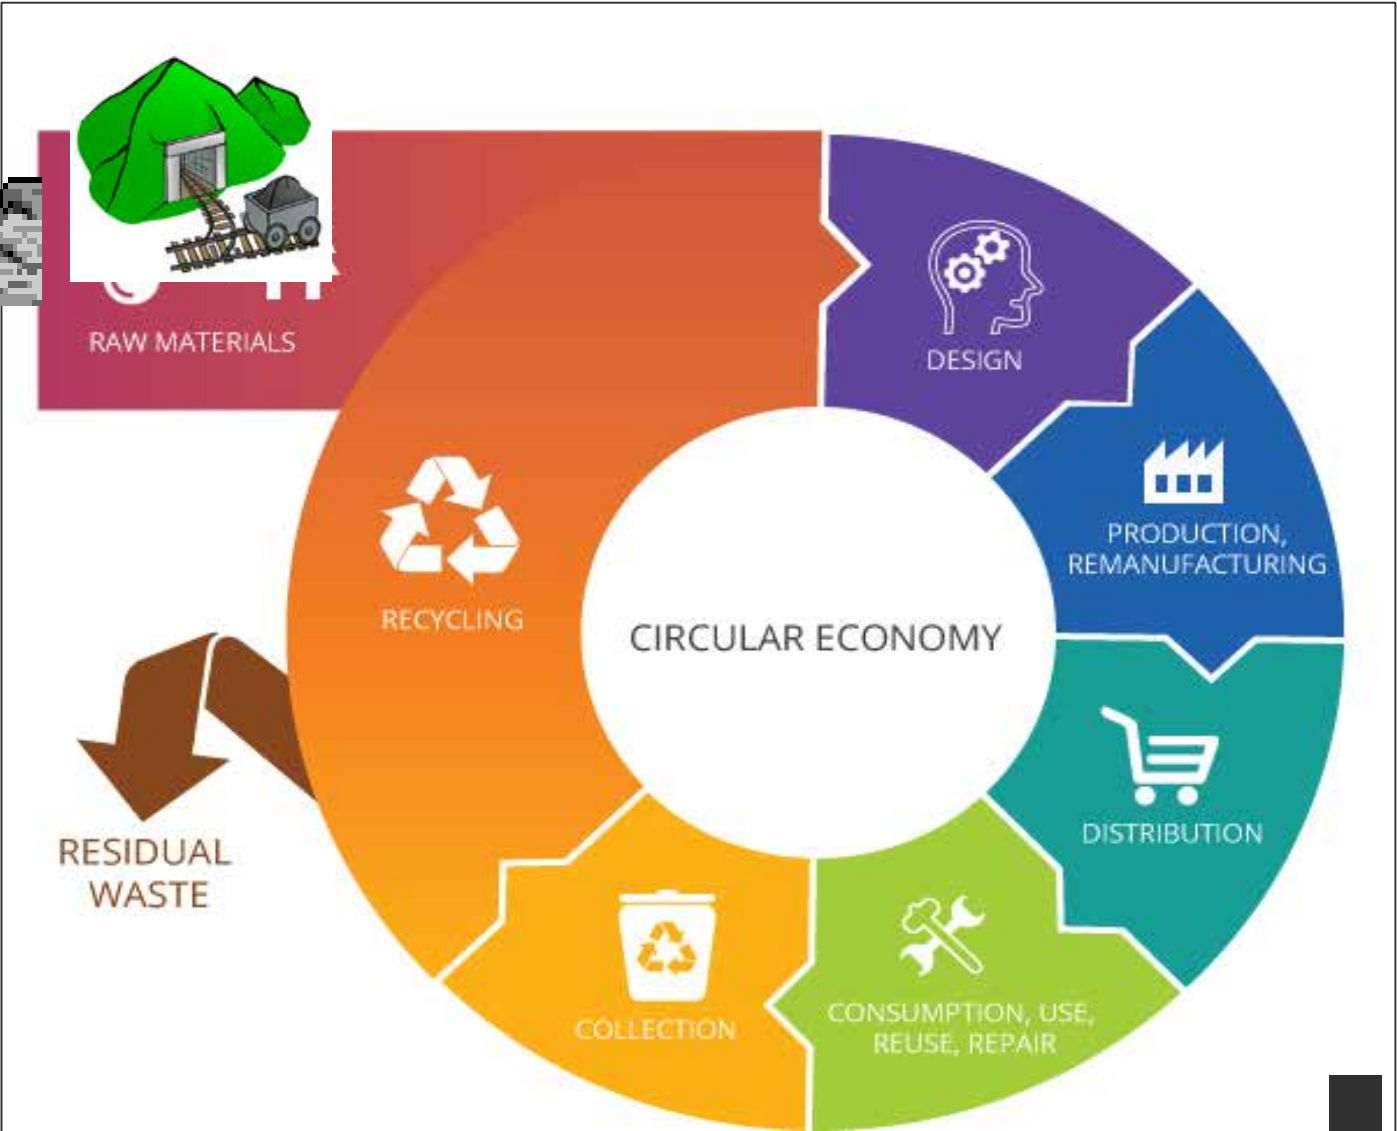 RAW MATERIALS
DESIGN
PRODUCTION,
REMANUFACTURING
RECYCLING
CIRCULAR ECONOMY
DISTRIBUTION
RESIDUAL
WASTE
CONSUMPTION, USE,
REUSE, REPAIR
COLLECTION